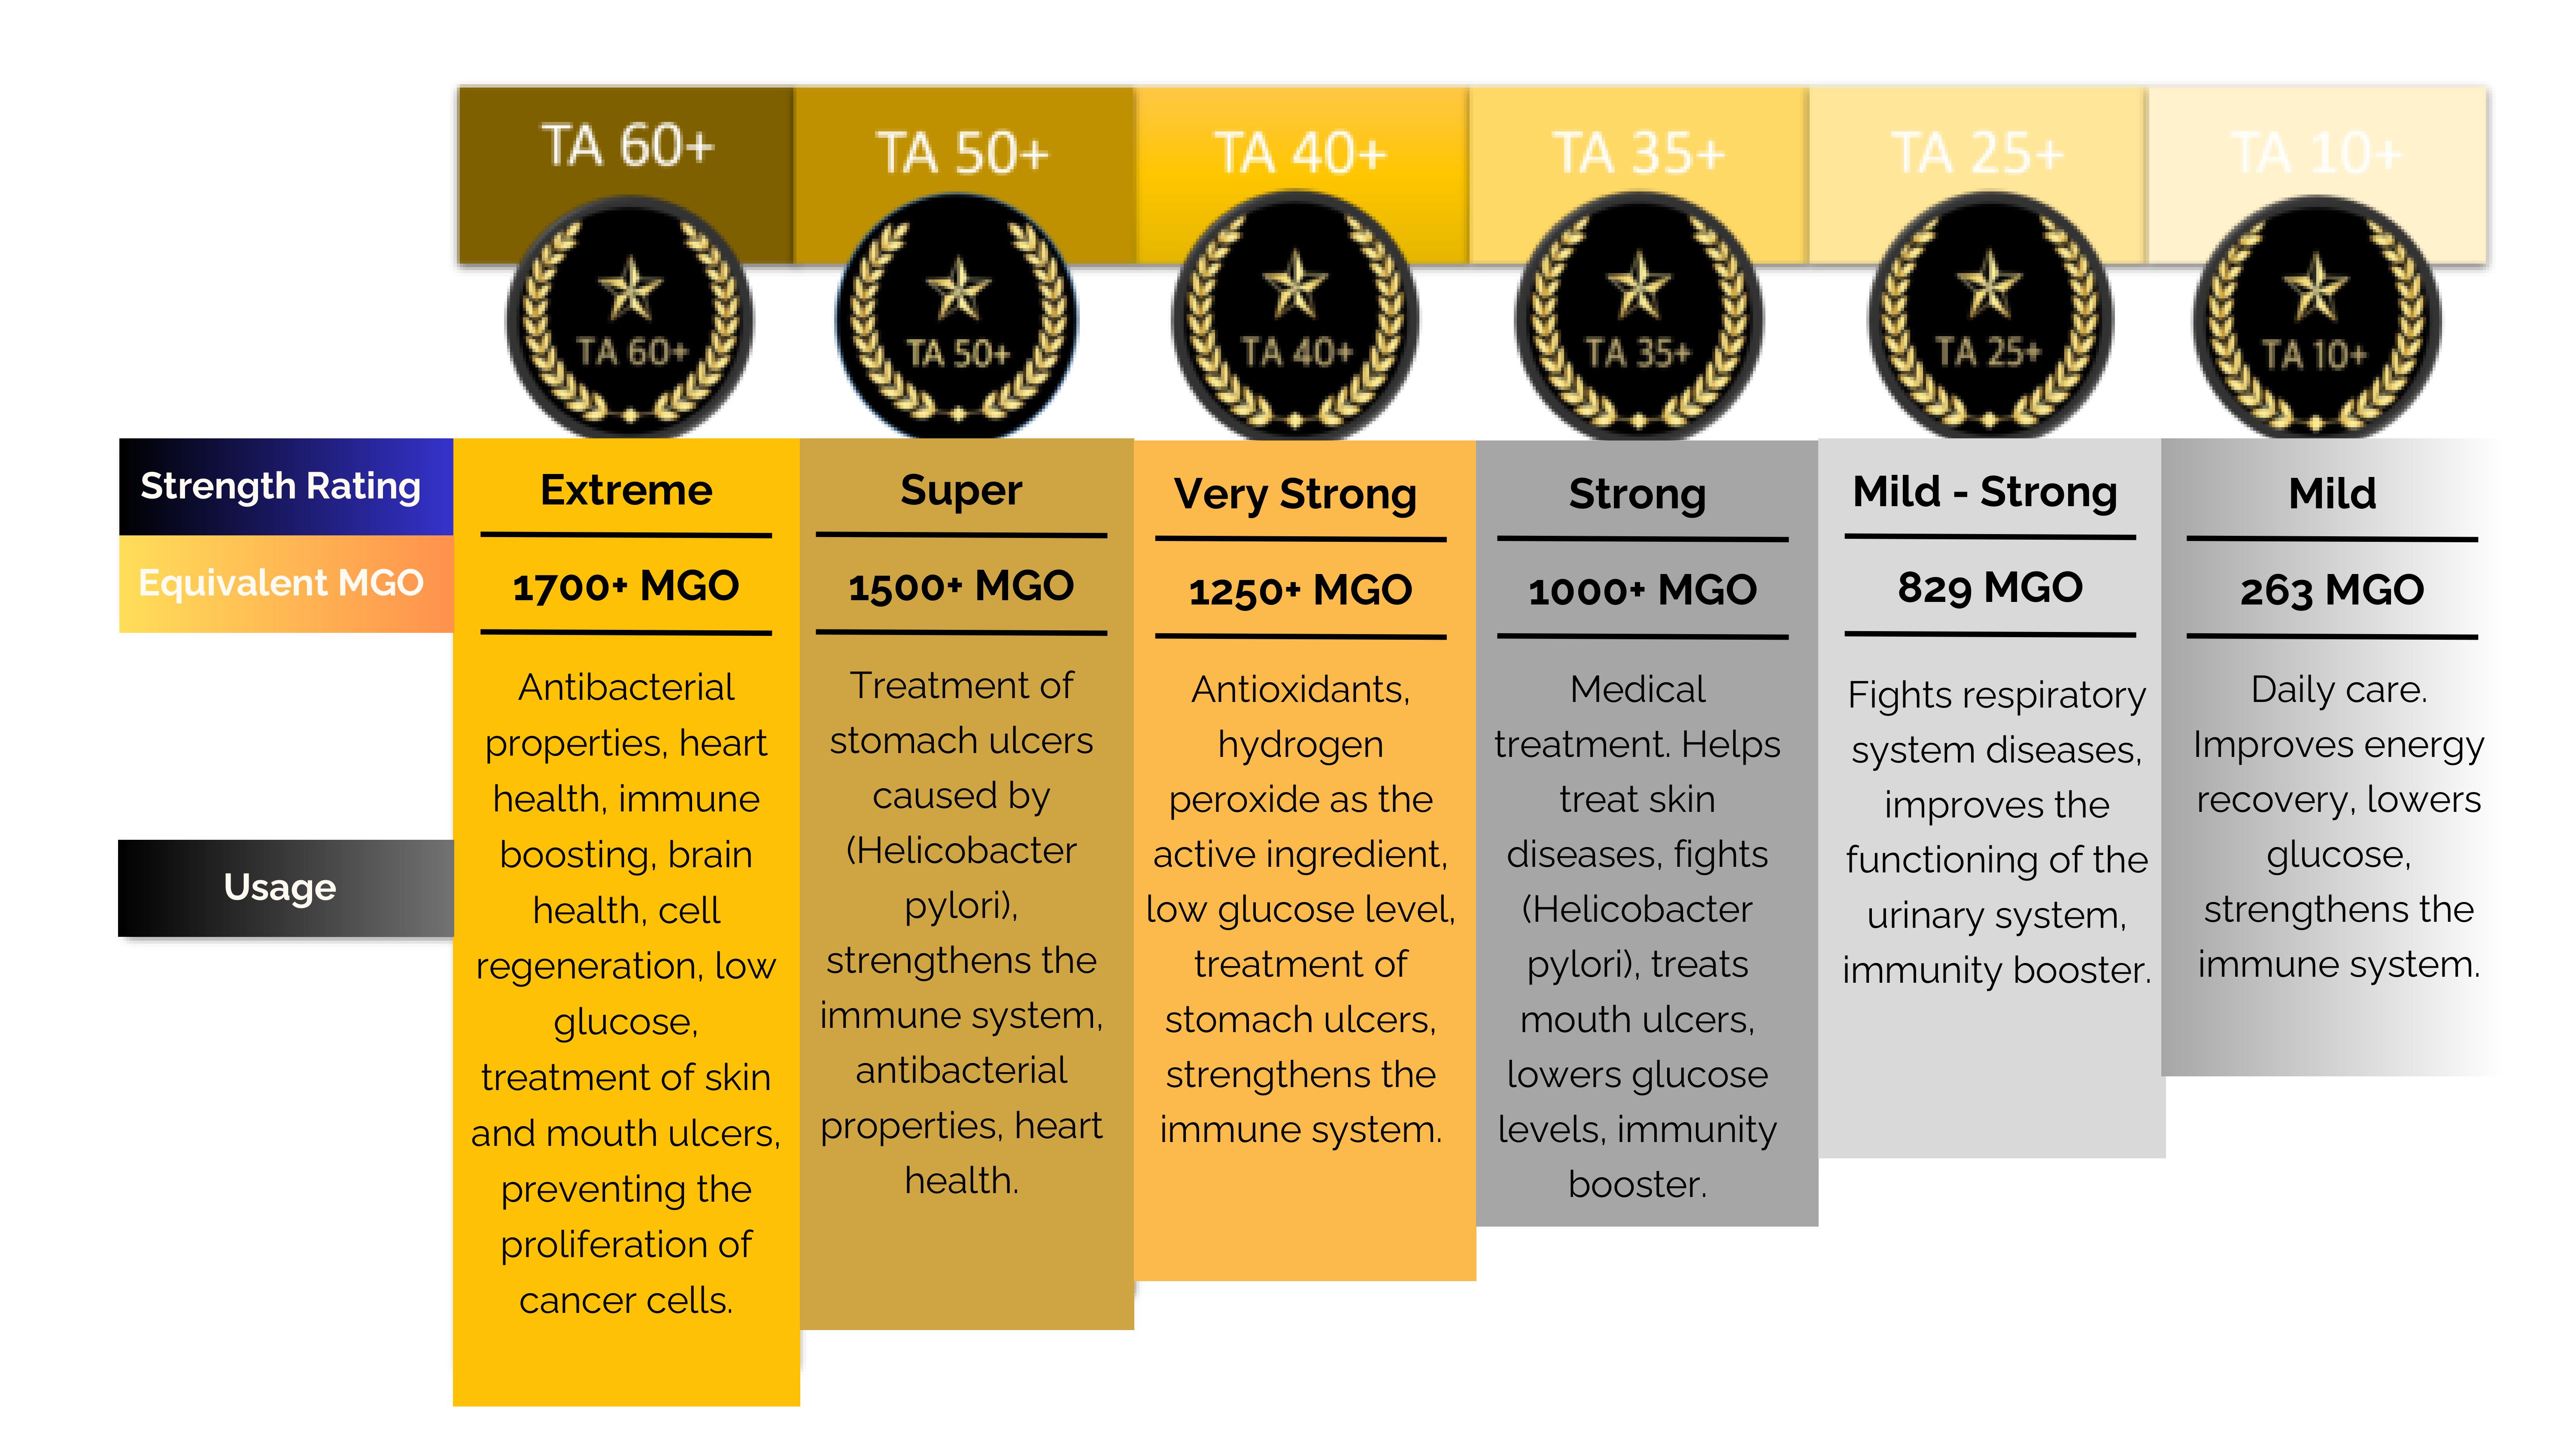 TA 60+
TA 50+
TA 40+
TA 35+
TA 25+
TA 10+
TA 60+
TA 50+
TA 40+
TA 35+
TA 25+
TA 10+
Strength Rating
Extreme
Super
Very Strong
Strong
Mild - Strong
Mild
Equivalent MGO
1700+ MGO
1500+ MGO
1250+ MGO
1000+ MGO
829 MGO
263 MGO
Usage
Antibacterial
properties, heart
health, immune
boosting, brain
health, cell
regeneration, low
glucose,
treatment of skin
and mouth ulcers,
preventing the
proliferation of
cancer cells.
Treatment of
stomach ulcers
caused by
(Helicobacter
pylori),
strengthens the
immune system,
antibacterial
properties, heart
health.
Antioxidants,
hydrogen
peroxide as the
active ingredient,
low glucose level,
treatment of
stomach ulcers,
strengthens the
immune system.
Medical
treatment. Helps
treat skin
diseases, fights
(Helicobacter
pylori), treats
mouth ulcers,
lowers glucose
levels, immunity
booster.
Fights respiratory
system diseases,
improves the
functioning of the
urinary system,
immunity booster.
Daily care.
Improves energy
recovery, lowers
glucose,
strengthens the
immune system.